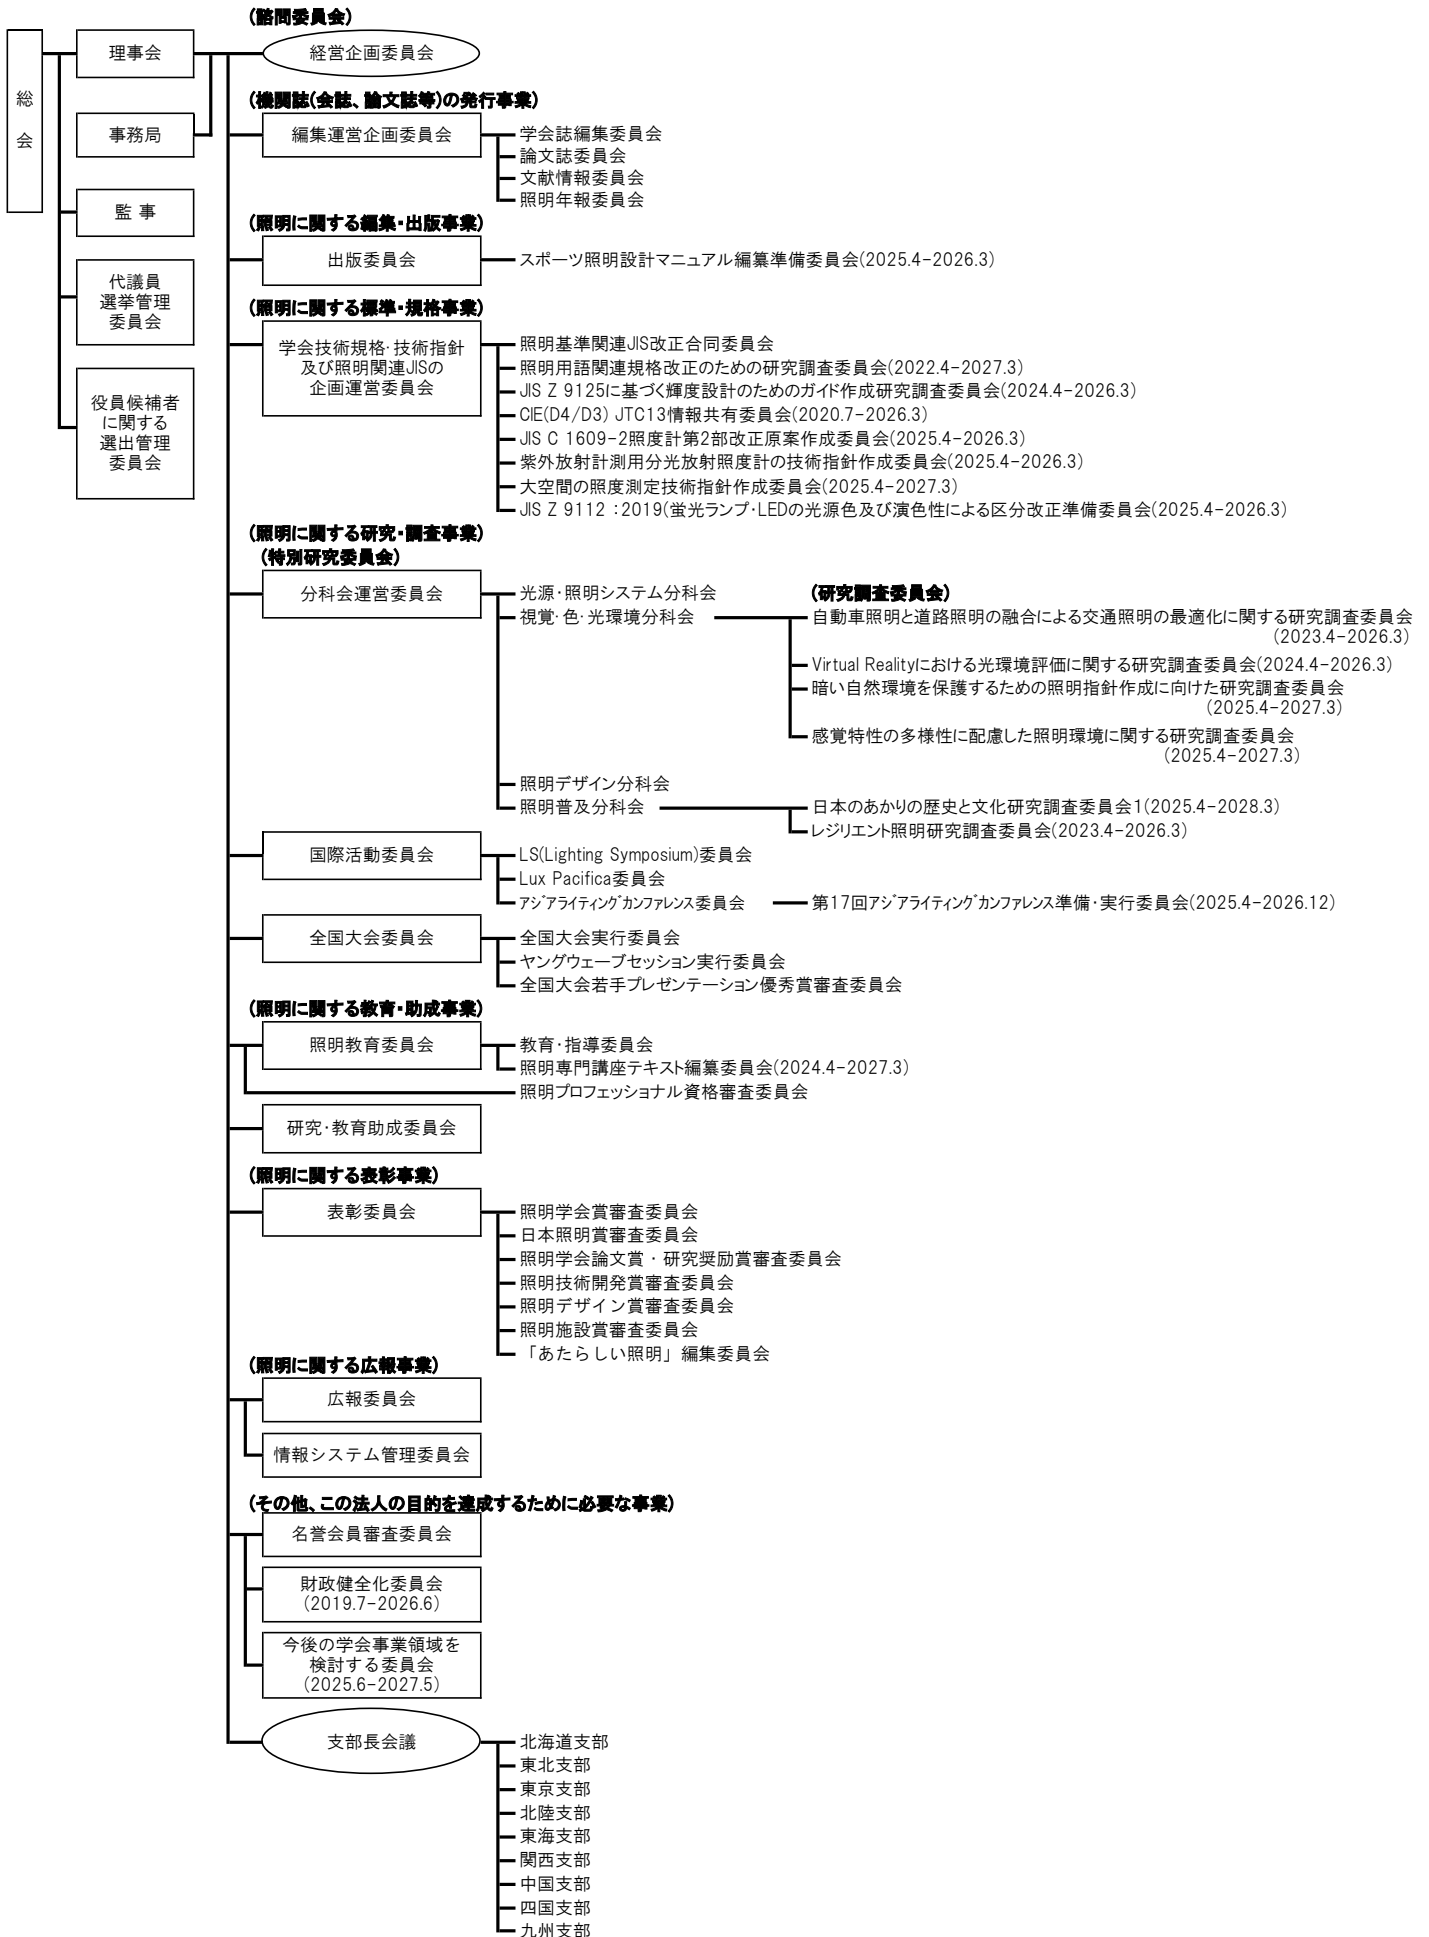 総
会
理事会
事務局
監 事
代議員
選挙管理
委員会
役員候補者
に関する
選出管理
委員会
(諮問委員会)
経営企画委員会
(機関誌(会誌、論文誌等)の発行事業)
編集運営企画委員会
学会誌編集委員会
論文誌委員会
文献情報委員会
照明年報委員会
(照明に関する編集・出版事業)
出版委員会
スポーツ照明設計マニュアル編纂準備委員会(2025.4-2026.3)
(照明に関する標準・規格事業)
学会技術規格・技術指針
及び照明関連JISの
企画運営委員会
照明基準関連JIS改正合同委員会
照明用語関連規格改正のための研究調査委員会(2022.4-2027.3)
JIS Z 9125に基づく輝度設計のためのガイド作成研究調査委員会(2024.4-2026.3)
CIE(D4/D3) JTC13情報共有委員会(2020.7-2026.3)
JIS C 1609-2照度計第2部改正原案作成委員会(2025.4-2026.3)
紫外放射計測用分光放射照度計の技術指針作成委員会(2025.4-2026.3)
大空間の照度測定技術指針作成委員会(2025.4-2027.3)
JIS Z 9112：2019(蛍光ランプ・LEDの光源色及び演色性による区分改正準備委員会(2025.4-2026.3)
(照明に関する研究・調査事業)
(特別研究委員会)
分科会運営委員会
光源・照明システム分科会
視覚・色・光環境分科会
(研究調査委員会)
自動車照明と道路照明の融合による交通照明の最適化に関する研究調査委員会
(2023.4-2026.3)
Virtual Realityにおける光環境評価に関する研究調査委員会(2024.4-2026.3)
暗い自然環境を保護するための照明指針作成に向けた研究調査委員会
(2025.4-2027.3)
感覚特性の多様性に配慮した照明環境に関する研究調査委員会
(2025.4-2027.3)
照明デザイン分科会
照明普及分科会
日本のあかりの歴史と文化研究調査委員会1(2025.4-2028.3)
レジリエント照明研究調査委員会(2023.4-2026.3)
国際活動委員会
LS(Lighting Symposium)委員会
Lux Pacifica委員会
アジアライティングカンファレンス委員会
第17回アジアライティングカンファレンス準備・実行委員会(2025.4-2026.12)
全国大会委員会
全国大会実行委員会
ヤングウェーブセッション実行委員会
全国大会若手プレゼンテーション優秀賞審査委員会
(照明に関する教育・助成事業)
照明教育委員会
教育・指導委員会
照明専門講座テキスト編纂委員会(2024.4-2027.3)
照明プロフェッショナル資格審査委員会
研究・教育助成委員会
(照明に関する表彰事業)
表彰委員会
照明学会賞審査委員会
日本照明賞審査委員会
照明学会論文賞・研究奨励賞審査委員会
照明技術開発賞審査委員会
照明デザイン賞審査委員会
照明施設賞審査委員会
「あたらしい照明」編集委員会
(照明に関する広報事業)
広報委員会
情報システム管理委員会
(その他、この法人の目的を達成するために必要な事業)
名誉会員審査委員会
財政健全化委員会
(2019.7-2026.6)
今後の学会事業領域を
検討する委員会
(2025.6-2027.5)
支部長会議
北海道支部
東北支部
東京支部
北陸支部
東海支部
関西支部
中国支部
四国支部
九州支部